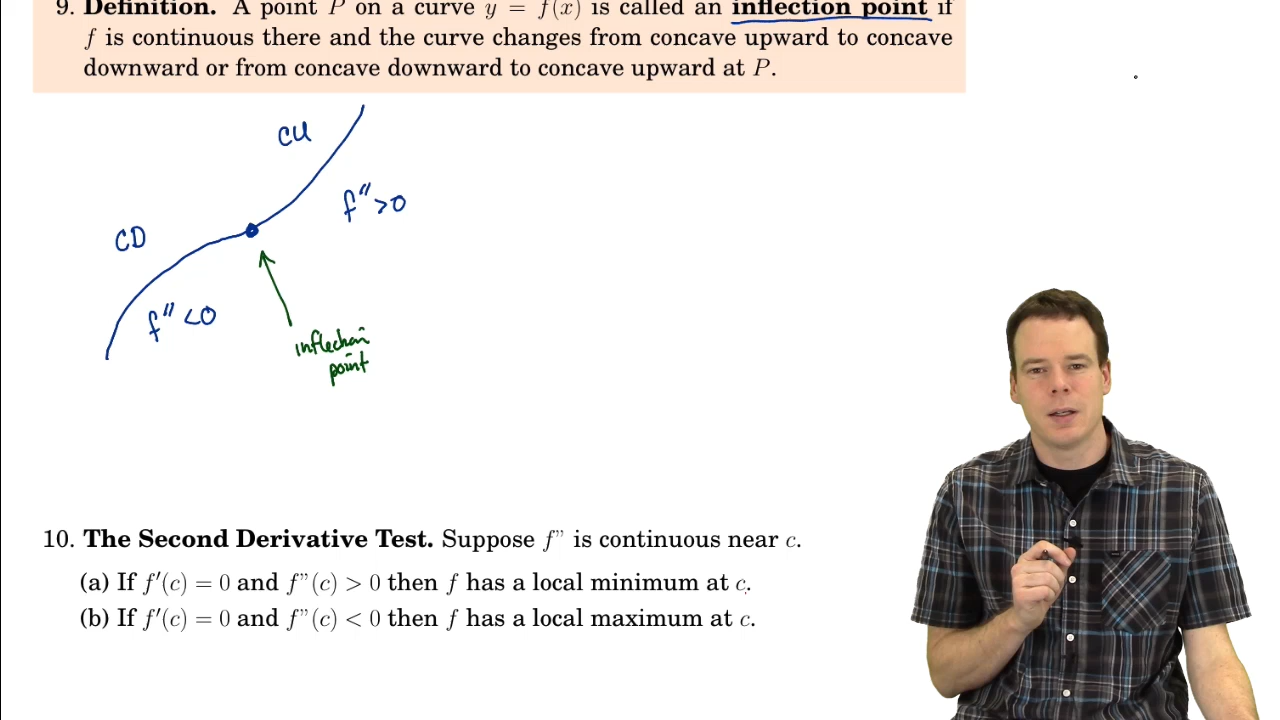 9. Definition. A point P on a curve y = f(x) is called an inflection point if
f is continuous there and the curve changes from concave upward to concave
downward or from concave downward to concave upward at P.
CU
f" >0
CD
f" <0
inflection
point
10. The Second Derivative Test. Suppose f” is continuous near c.
(a) If f′(c) = 0 and f”(c) > 0 then f has a local minimum at c.
(b) If f′(c) = 0 and f”(c) < 0 then f has a local maximum at c.